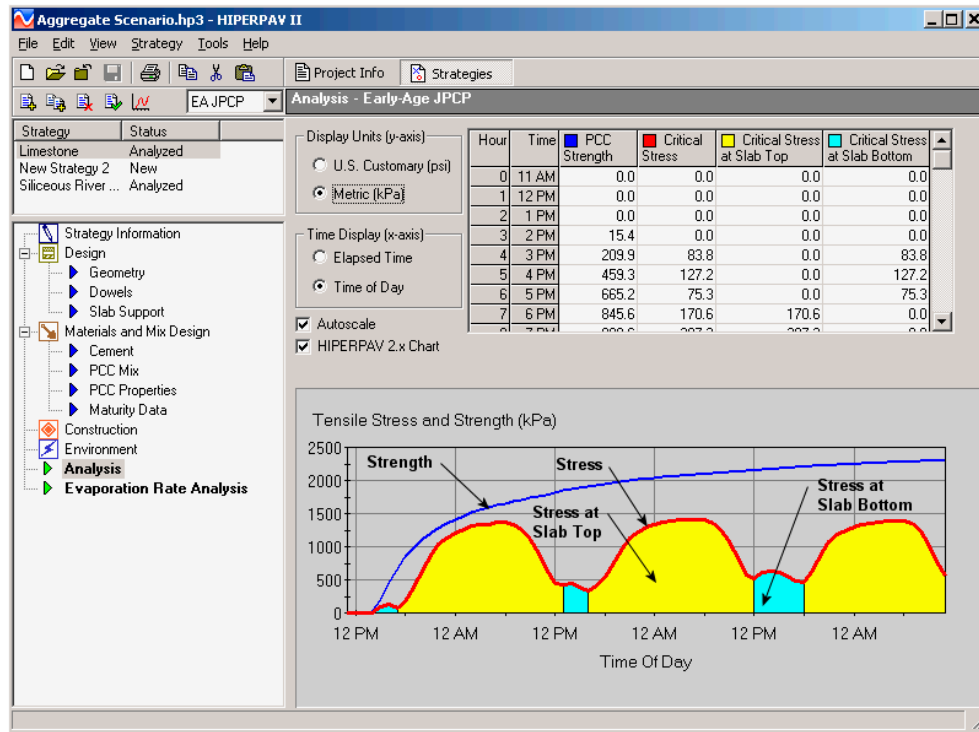 Aggregate Scenario.hp3 - HIPERPAV II
File Edit View Strategy Tools Help
Project Info Strategies
EA JPCP
Analysis - Early-Age JPCP
Strategy Status
Limestone Analyzed
New Strategy 2 New
Siliceous River ... Analyzed
Strategy Information
Design
Geometry
Dowels
Slab Support
Materials and Mix Design
Cement
PCC Mix
PCC Properties
Maturity Data
Construction
Environment
Analysis
Evaporation Rate Analysis
Display Units (y-axis)
U.S. Customary (psi)
Metric (kPa)
Time Display (x-axis)
Elapsed Time
Time of Day
Autoscale
HIPERPAV 2.x Chart
Hour Time PCC Critical Critical Stress Critical Stress
Strength Stress at Slab Top at Slab Bottom
0 11 AM 0.0 0.0 0.0 0.0
1 12 PM 0.0 0.0 0.0 0.0
2 1 PM 0.0 0.0 0.0 0.0
3 2 PM 15.4 0.0 0.0 0.0
4 3 PM 209.9 83.8 0.0 83.8
5 4 PM 459.3 127.2 0.0 127.2
6 5 PM 665.2 75.3 0.0 75.3
7 6 PM 845.6 170.6 170.6 0.0
Tensile Stress and Strength (kPa)
2500
2000
1500
1000
500
0
Strength
Stress
Stress at
Slab Top
Stress at
Slab Bottom
12 PM 12 AM 12 PM 12 AM 12 PM 12 AM
Time Of Day